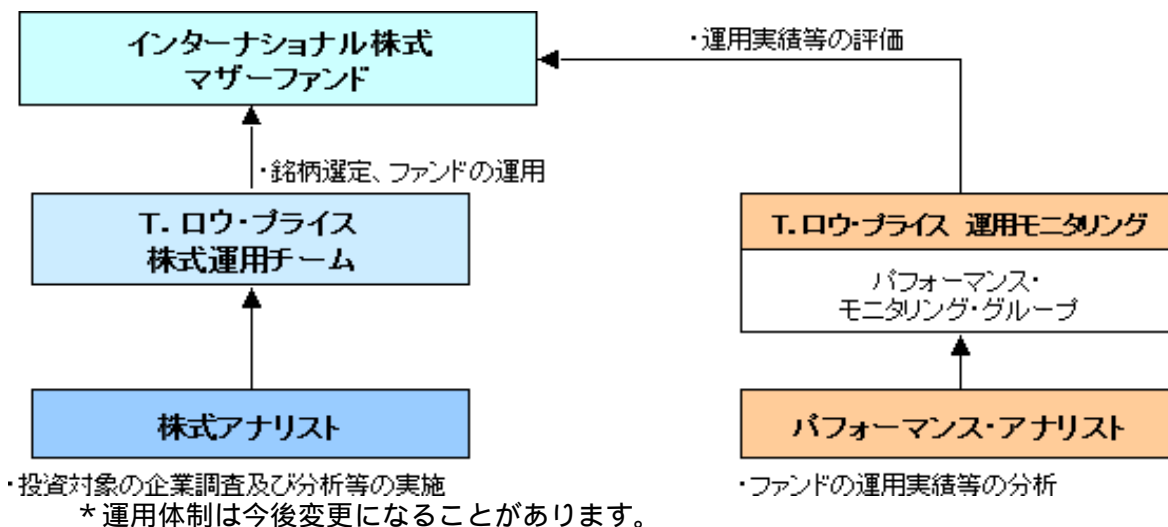 インターナショナル株式
マザーファンド
・運用実績等の評価
・銘柄選定、ファンドの運用
T. ロウ・プライス
株式運用チーム
T. ロウ・プライス 運用モニタリング
パフォーマンス・
モニタリング・グループ
株式アナリスト
パフォーマンス・アナリスト
・投資対象の企業調査及び分析等の実施
・ファンドの運用実績等の分析
*運用体制は今後変更になることがあります。